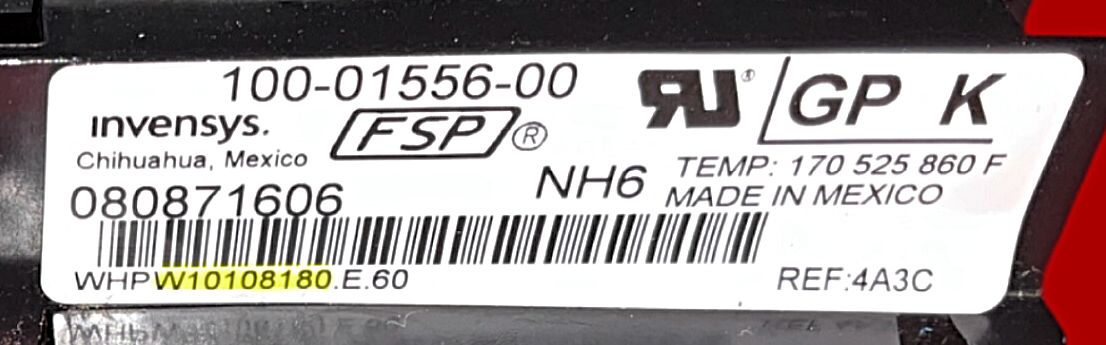 100-01556-00
invensys.
Chihuahua, Mexico
FSP®
RU® GP K
080871606
NH6
TEMP: 170 525 860 F
MADE IN MEXICO
WHPW10108180.E.60
REF:4A3C